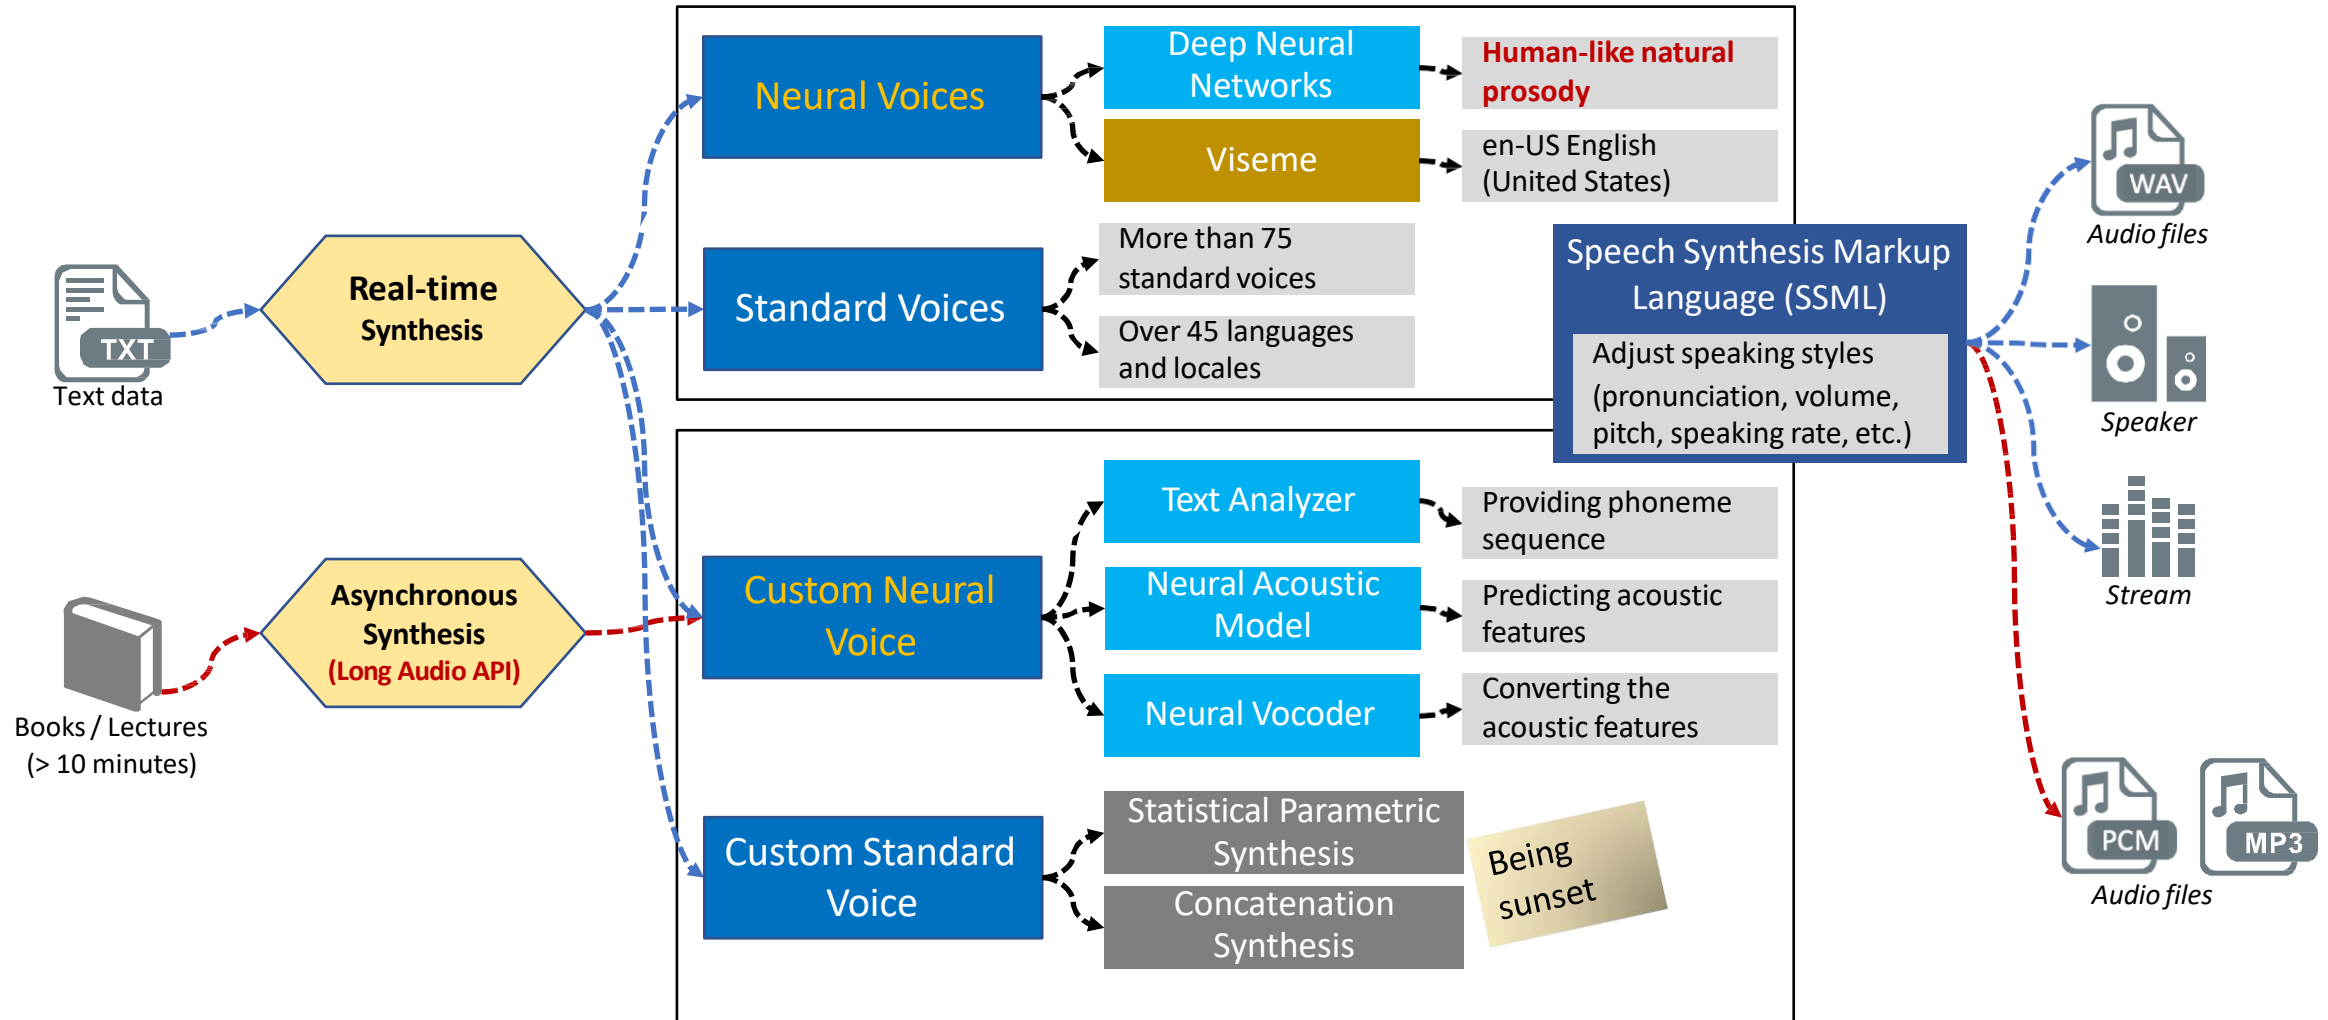 TXT
Text data
Real-time
Synthesis
Books / Lectures
(> 10 minutes)
Asynchronous
Synthesis
(Long Audio API)
Neural Voices
Deep Neural
Networks
Human-like natural
prosody
Viseme
en-US English
(United States)
Standard Voices
More than 75
standard voices
Over 45 languages
and locales
Speech Synthesis Markup
Language (SSML)
Adjust speaking styles
(pronunciation, volume,
pitch, speaking rate, etc.)
Custom Neural
Voice
Text Analyzer
Providing phoneme
sequence
Neural Acoustic
Model
Predicting acoustic
features
Neural Vocoder
Converting the
acoustic features
Custom Standard
Voice
Statistical Parametric
Synthesis
Concatenation
Synthesis
Being
sunset
WAV
Audio files
Speaker
Stream
PCM
MP3
Audio files